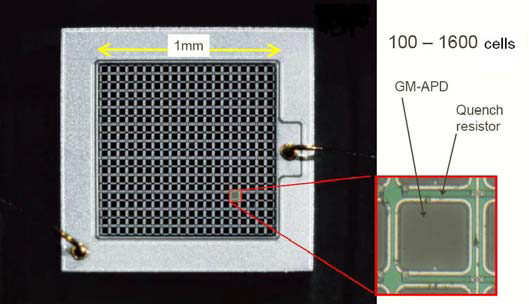 1mm
100 – 1600 cells
GM-APD
Quench
resistor